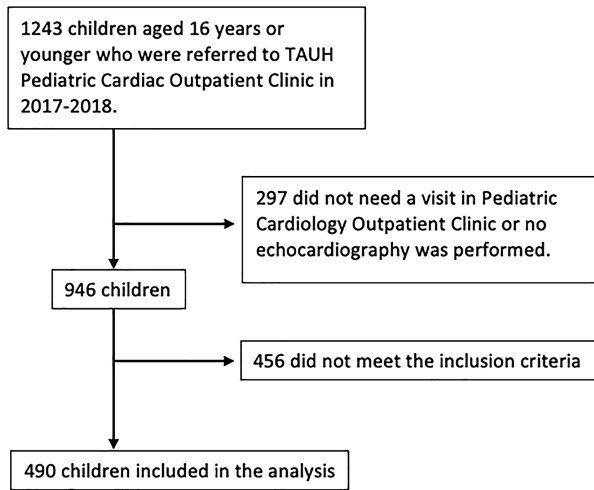 1243 children aged 16 years or
younger who were referred to TAUH
Pediatric Cardiac Outpatient Clinic in
2017-2018.
297 did not need a visit in Pediatric
Cardiology Outpatient Clinic or no
echocardiography was performed.
946 children
456 did not meet the inclusion criteria
490 children included in the analysis